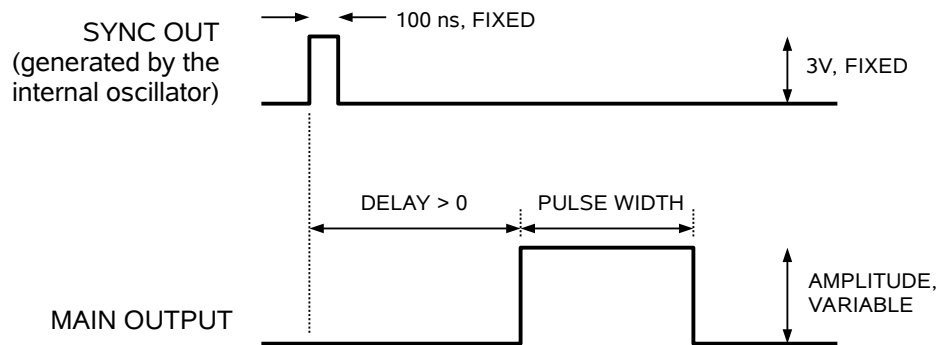 100 ns, FIXED
SYNC OUT
(generated by the
internal oscillator)
3V, FIXED
DELAY > 0
PULSE WIDTH
AMPLITUDE,
VARIABLE
MAIN OUTPUT